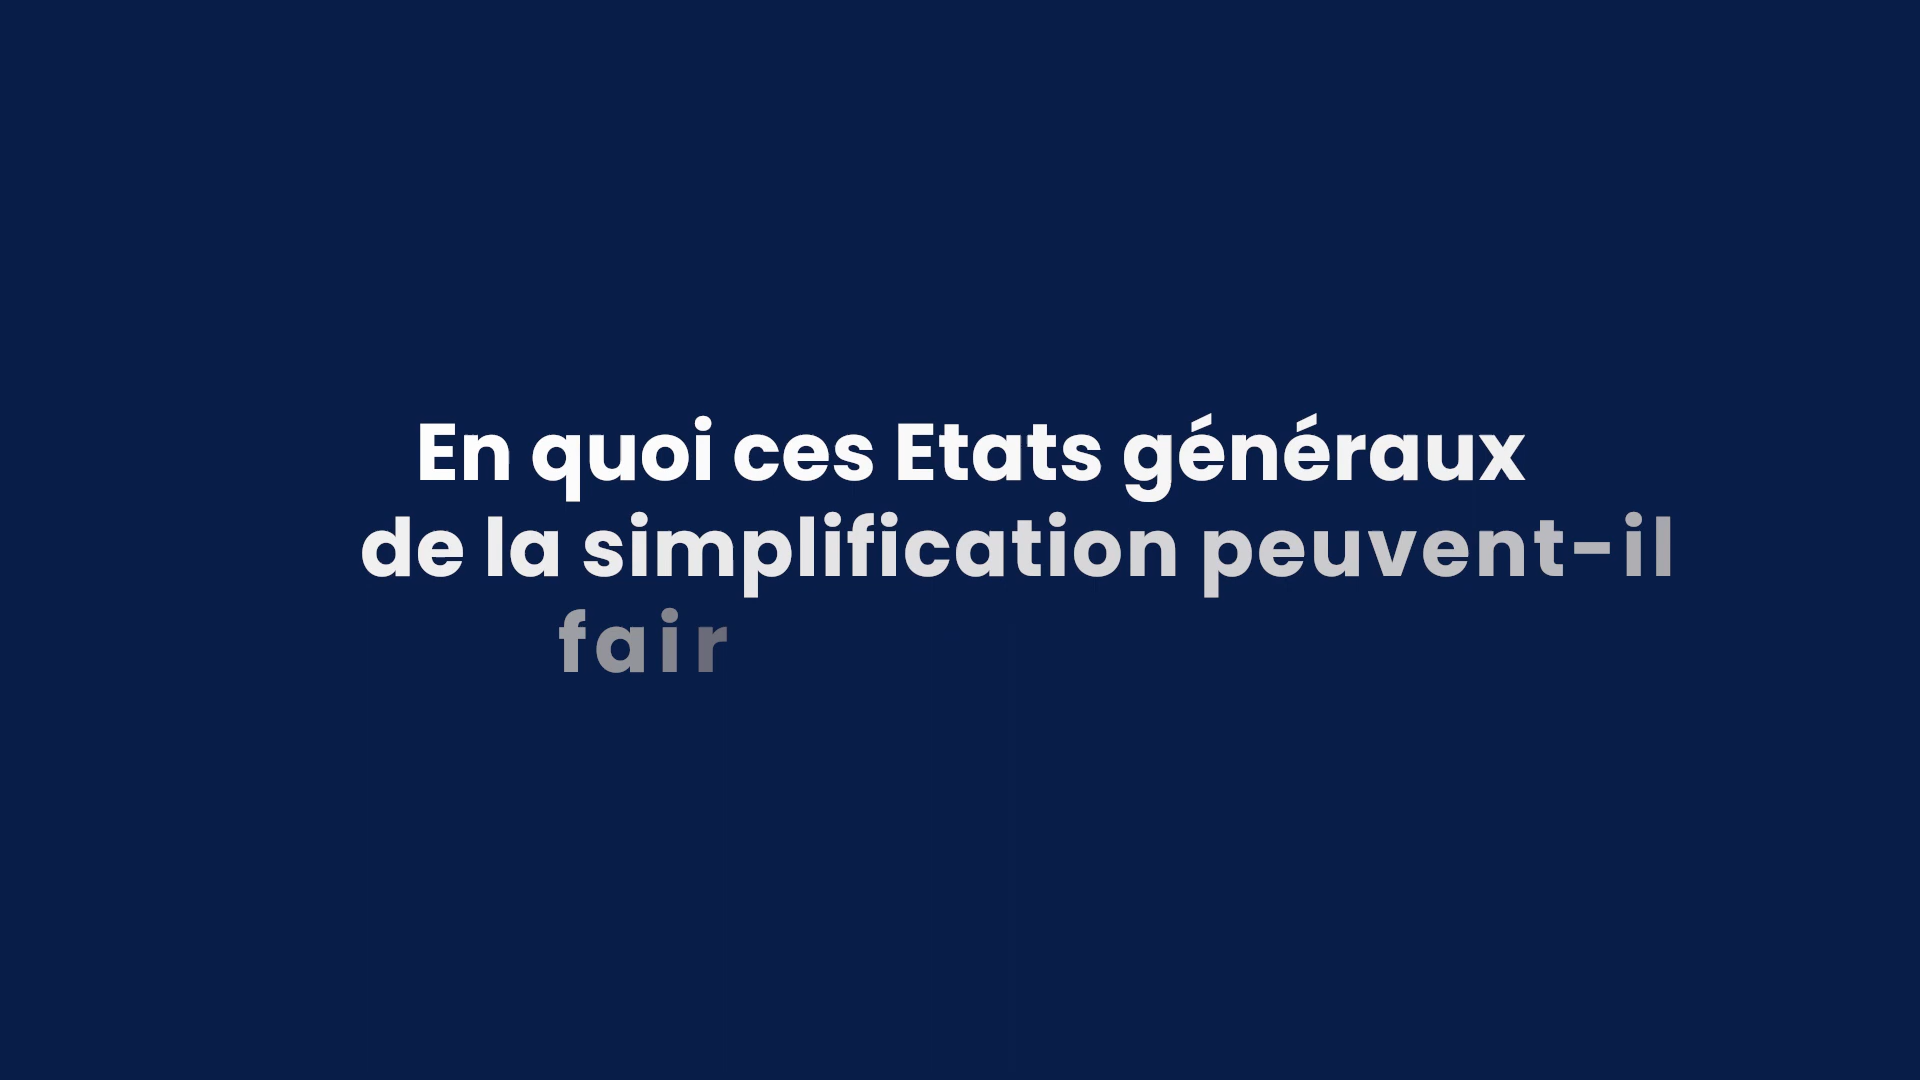 En quoi ces Etats généraux
de la simplification peuvent-il
fair